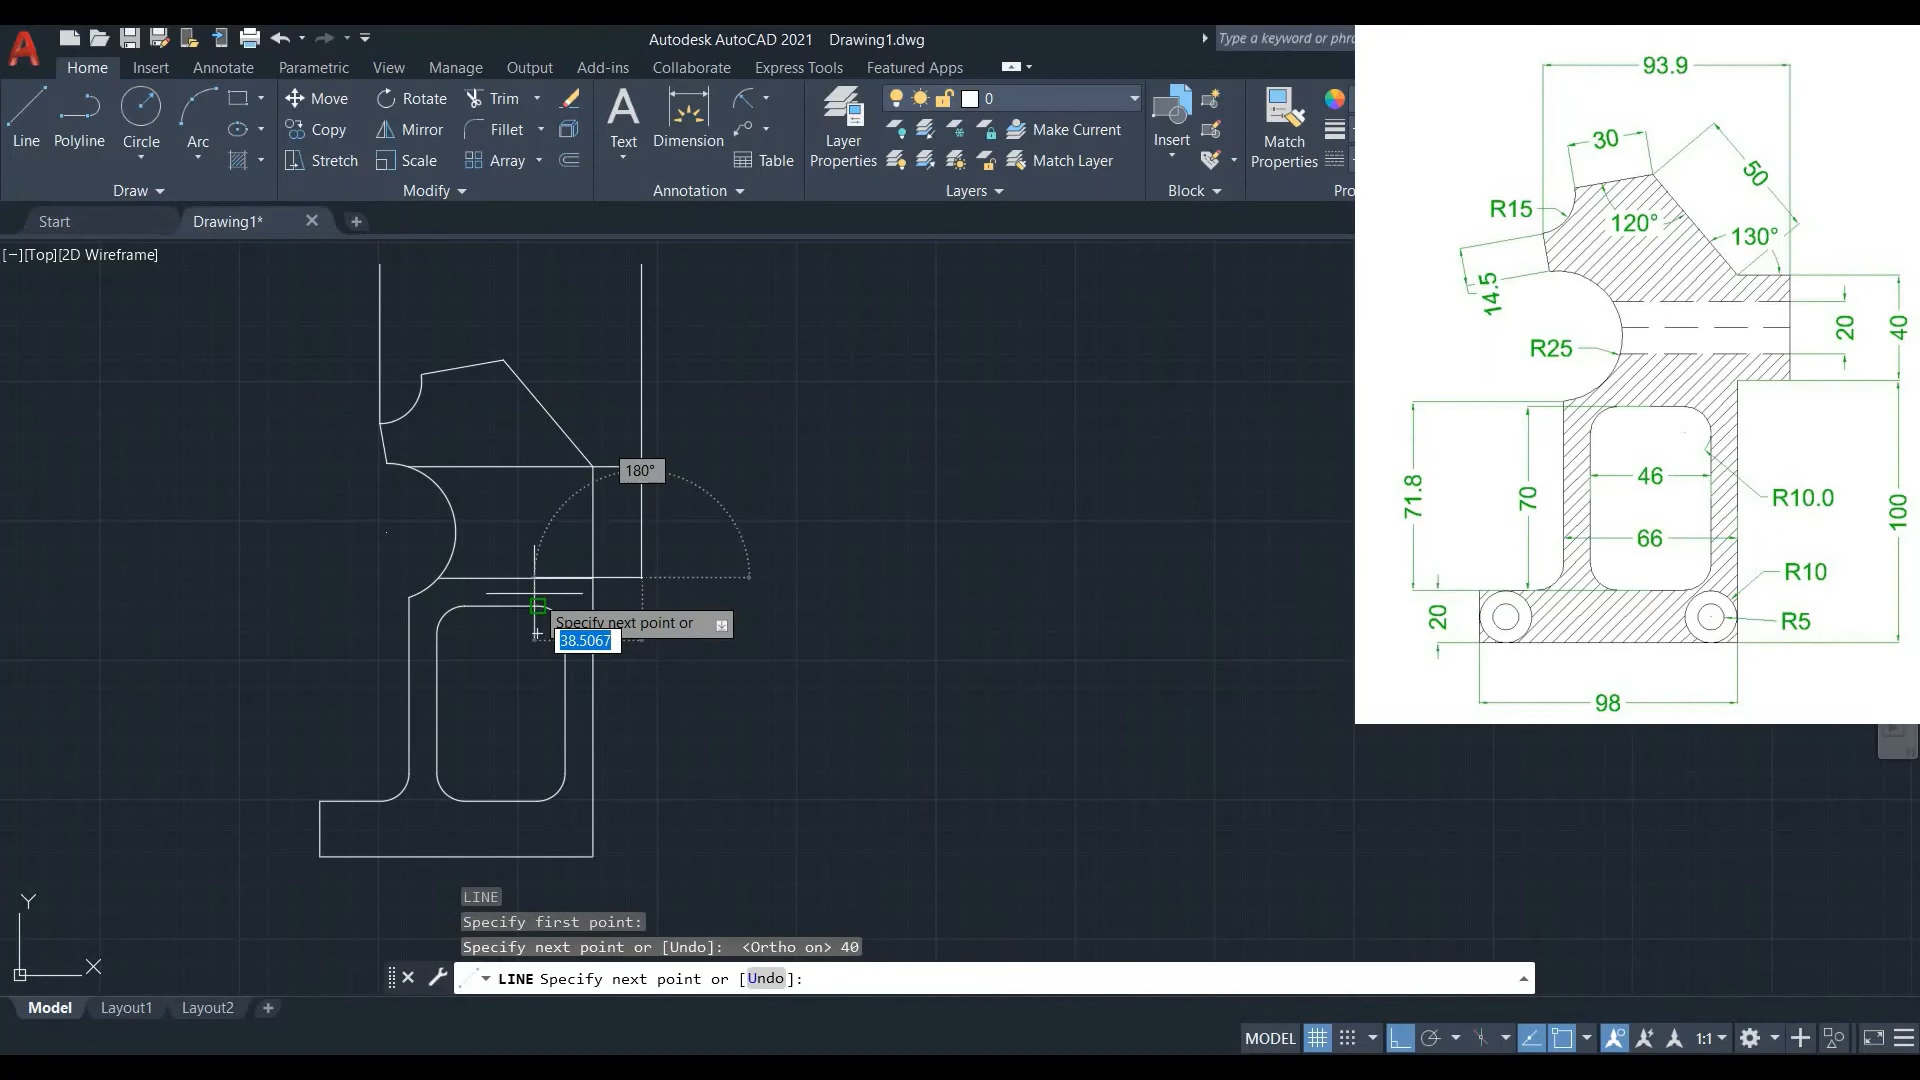 Autodesk AutoCAD 2021 Drawing1.dwg
Type a keyword or phra
Home Insert Annotate Parametric View Manage Output Add-ins Collaborate Express Tools Featured Apps
Line Polyline Circle Arc
Draw
Move Rotate Trim
Copy Mirror Fillet
Stretch Scale Array
Modify
Text Dimension Table
Annotation
Layer Properties
0
Make Current
Match Layer
Layers
Insert
Block
Match Properties
Pro
Start Drawing1*
[−][Top][2D Wireframe]
180°
Specify next point or
38.5067
93.9
30
50
R15
120°
130°
14.5
20
40
R25
71.8
70
46
R10.0
66
100
R10
20
R5
98
LINE
Specify first point:
Specify next point or [Undo]: <Ortho on> 40
LINE Specify next point or [Undo]:
Y
X
Model Layout1 Layout2
MODEL 1:1